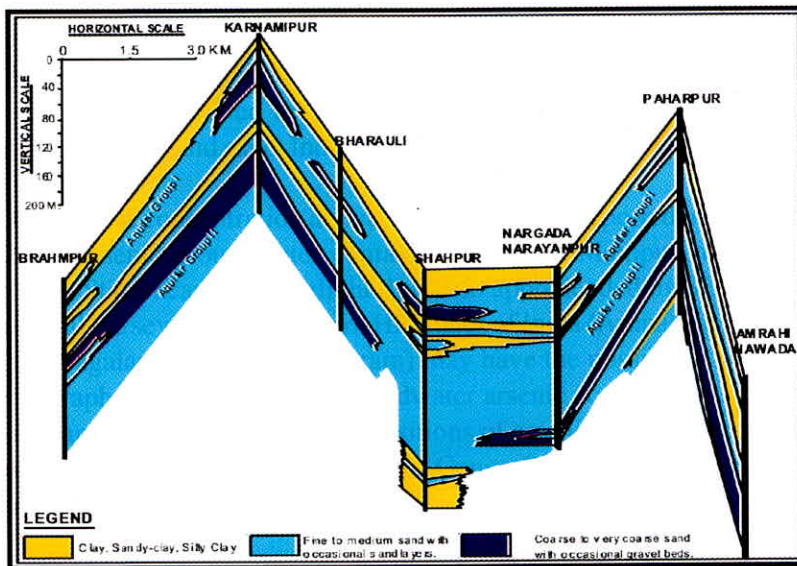 HORIZONTAL SCALE
0 1.5 3.0 KM.
KARNAMIPUR
VERTICAL SCALE
0
40
80
120
160
200 M.
PAHARPUR
BHARAULI
Aquifer Group I
Aquifer Group II
BRAHMPUR
SHAHPUR
NARGADA
NARAYANPUR
Aquifer Group I
Aquifer Group II
AMRAHI
NAWADA
LEGEND
Clay, Sandy-clay, Silty Clay
Fine to medium sand with
occasional sand layers.
Coarse to very coarse sand
with occasional gravel beds.